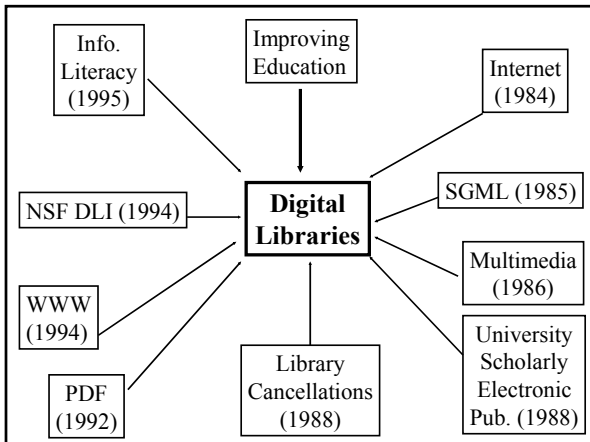 Info.
Literacy
(1995)
Improving
Education
Internet
(1984)
NSF DLI (1994)
Digital
Libraries
SGML (1985)
Multimedia
(1986)
WWW
(1994)
PDF
(1992)
Library
Cancellations
(1988)
University
Scholarly
Electronic
Pub. (1988)